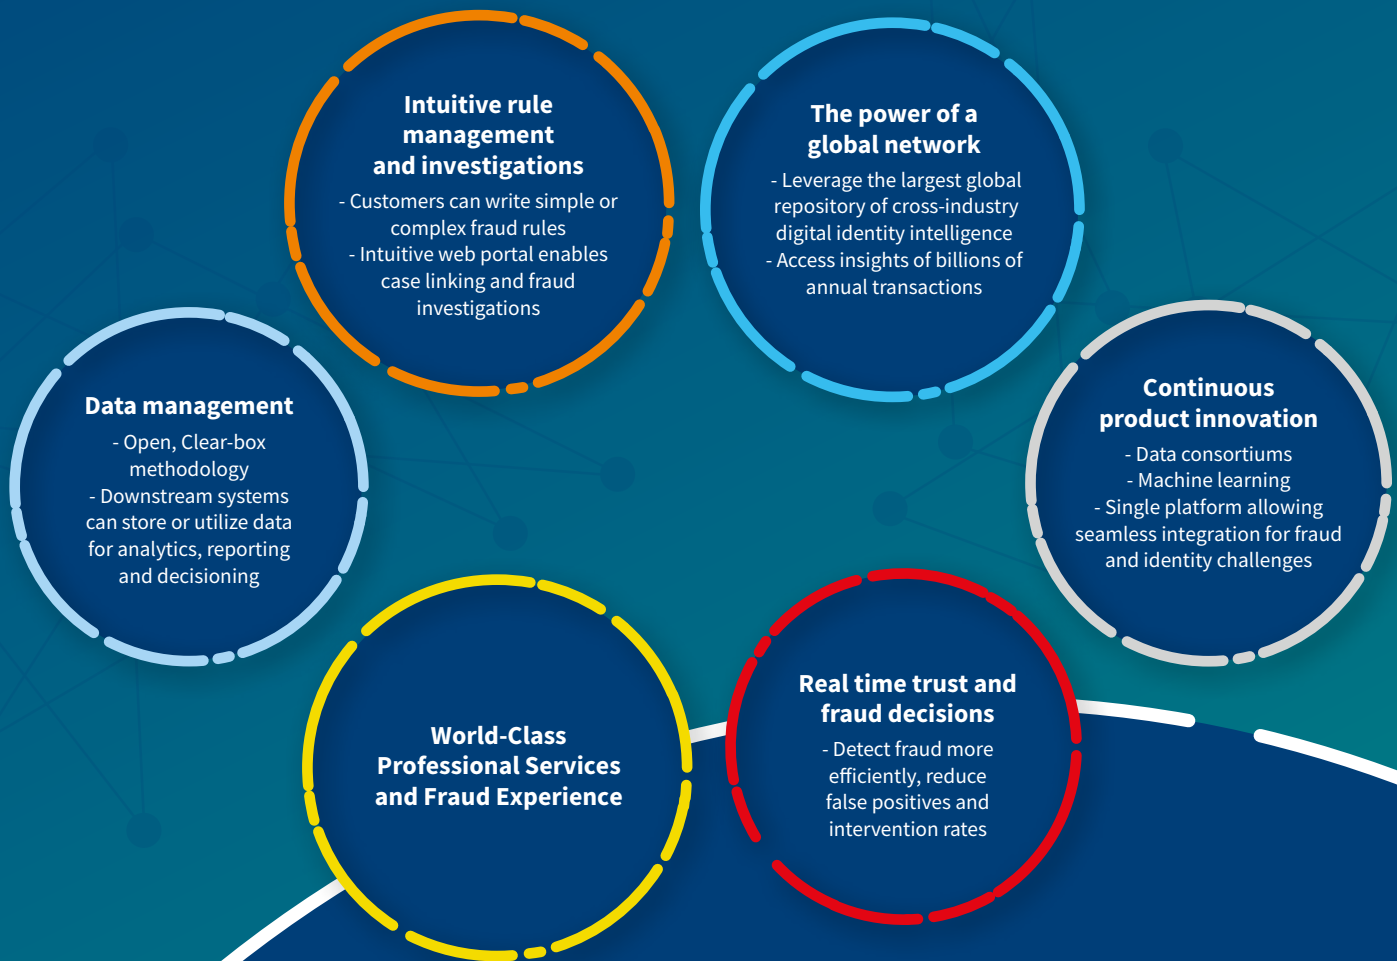 Intuitive rule
management
and investigations
- Customers can write simple or
complex fraud rules
- Intuitive web portal enables
case linking and fraud
investigations
The power of a
global network
- Leverage the largest global
repository of cross-industry
digital identity intelligence
- Access insights of billions of
annual transactions
Data management
- Open, Clear-box
methodology
- Downstream systems
can store or utilize data
for analytics, reporting
and decisioning
Continuous
product innovation
- Data consortiums
- Machine learning
- Single platform allowing
seamless integration for fraud
and identity challenges
World-Class
Professional Services
and Fraud Experience
Real time trust and
fraud decisions
- Detect fraud more
efficiently, reduce
false positives and
intervention rates